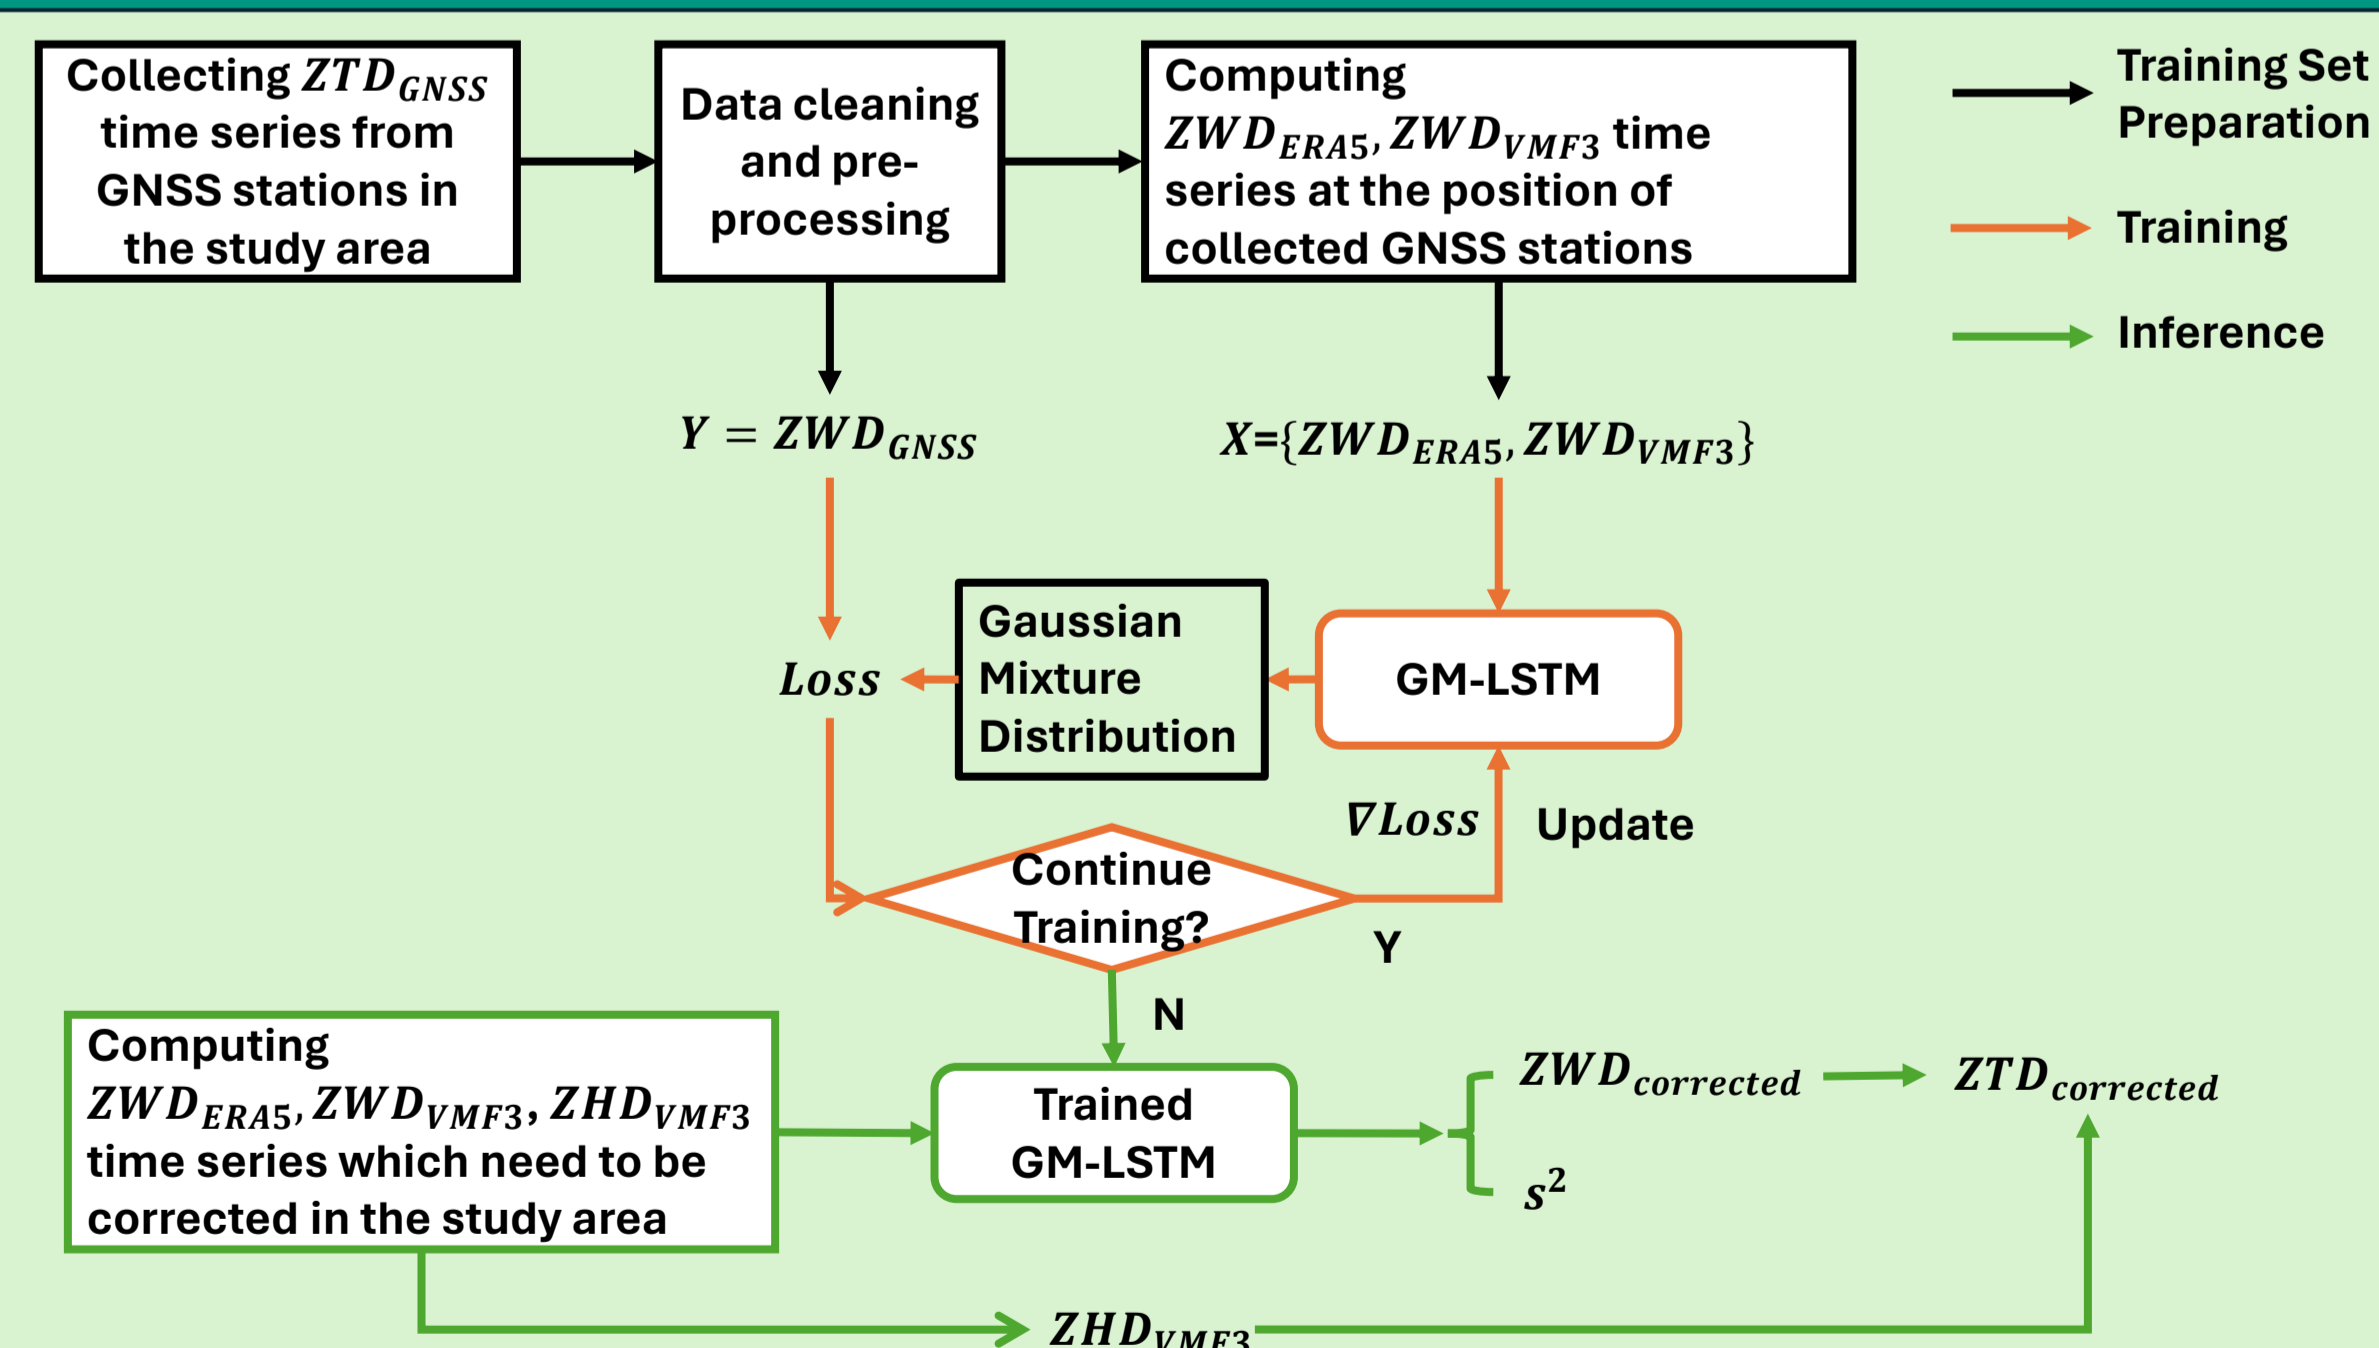 Collecting ZTD_GNSS
time series from
GNSS stations in
the study area
Data cleaning
and pre-
processing
Computing
ZWD_ERA5, ZWD_VMF3 time
series at the position of
collected GNSS stations
Training Set
Preparation
Training
Inference
Y = ZWD_GNSS
X={ZWD_ERA5, ZWD_VMF3}
Loss
Gaussian
Mixture
Distribution
GM-LSTM
∇Loss
Update
Continue
Training?
Y
N
Computing
ZWD_ERA5, ZWD_VMF3, ZHD_VMF3
time series which need to be
corrected in the study area
Trained
GM-LSTM
ZWD_corrected
s²
ZTD_corrected
ZHD_VMF3